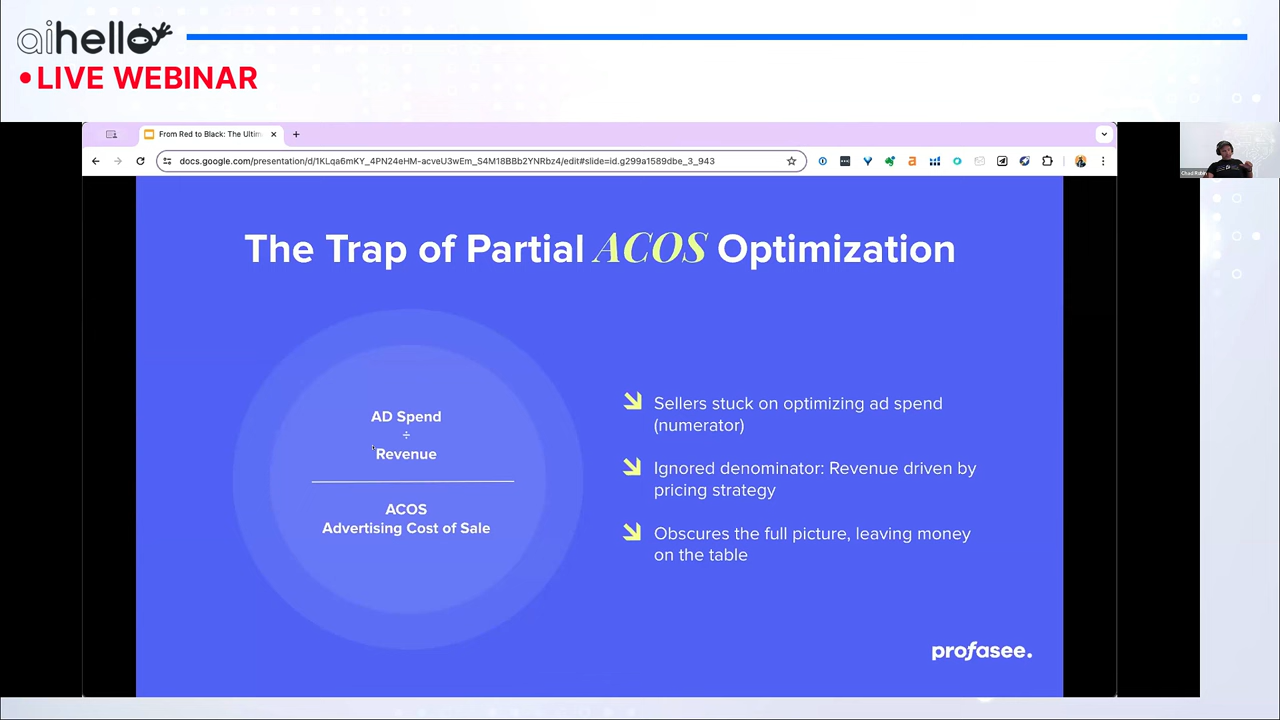 aihello
•LIVE WEBINAR
From Red to Black: The Ultim
docs.google.com/presentation/d/1KLqa6mKY_4PN24eHM-acveU3wEm_S4M18BBb2YNRbz4/edit#slide=id.g299a1589dbe_3_943
Chad Rubin
The Trap of Partial ACOS Optimization
AD Spend
÷
Revenue
ACOS
Advertising Cost of Sale
Sellers stuck on optimizing ad spend
(numerator)
Ignored denominator: Revenue driven by
pricing strategy
Obscures the full picture, leaving money
on the table
profasee.